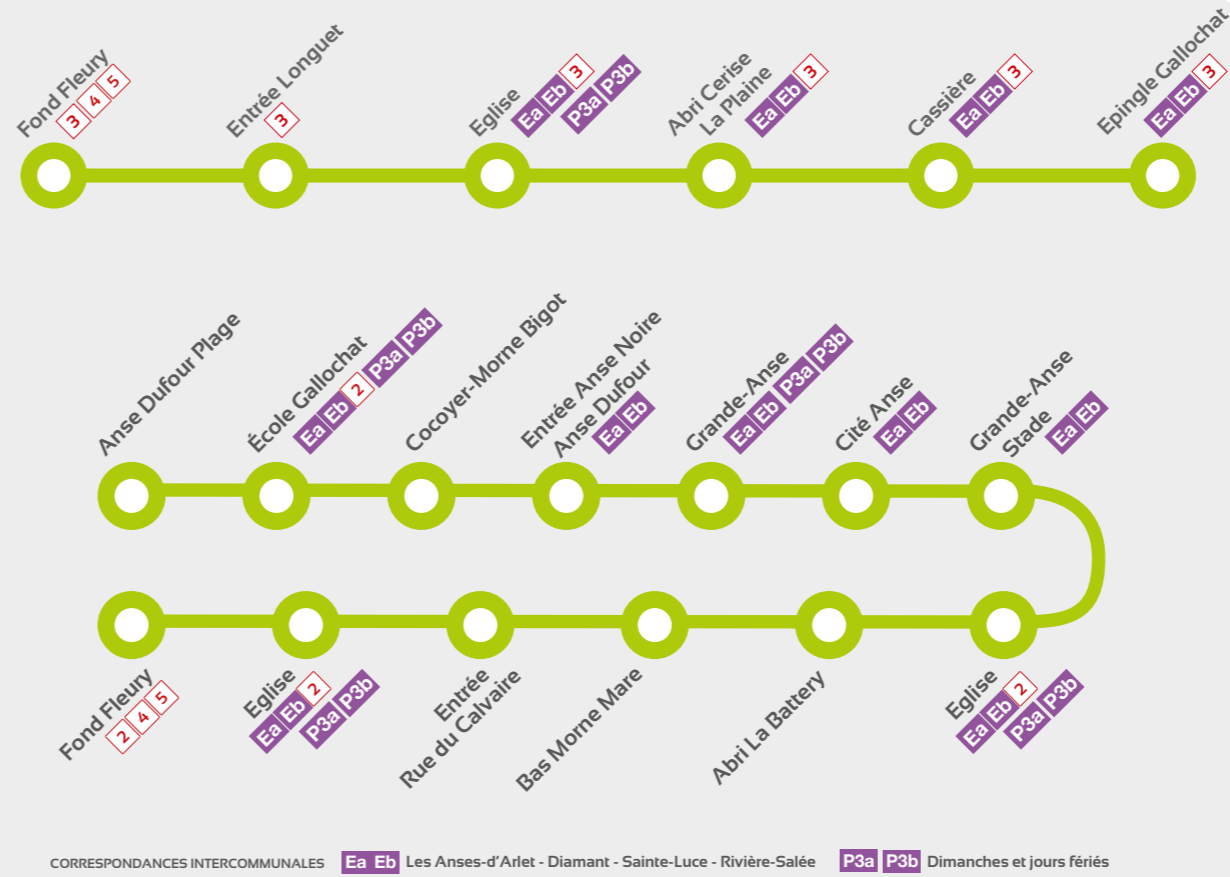 Fond Fleury
3 4 5
Entrée Longuet
3
Eglise
Ea Eb 3
P3a P3b
Abri Cerise
La Plaine
Ea Eb 3
Cassière
Ea Eb 3
Epingle Gallochat
Ea Eb 3
Anse Dufour Plage
École Gallochat
Ea Eb 2 P3a P3b
Cocoyer-Morne Bigot
Entrée Anse Noire
Anse Dufour
Ea Eb
Grande-Anse
Ea Eb P3a P3b
Cité Anse
Ea Eb
Grande-Anse
Stade
Ea Eb
Fond Fleury
2 4 5
Eglise
Ea Eb 2
P3a P3b
Entrée
Rue du Calvaire
Bas Morne Mare
Abri La Battery
Eglise
Ea Eb 2
P3a P3b
CORRESPONDANCES INTERCOMMUNALES Ea Eb Les Anses-d'Arlet - Diamant - Sainte-Luce - Rivière-Salée P3a P3b Dimanches et jours fériés